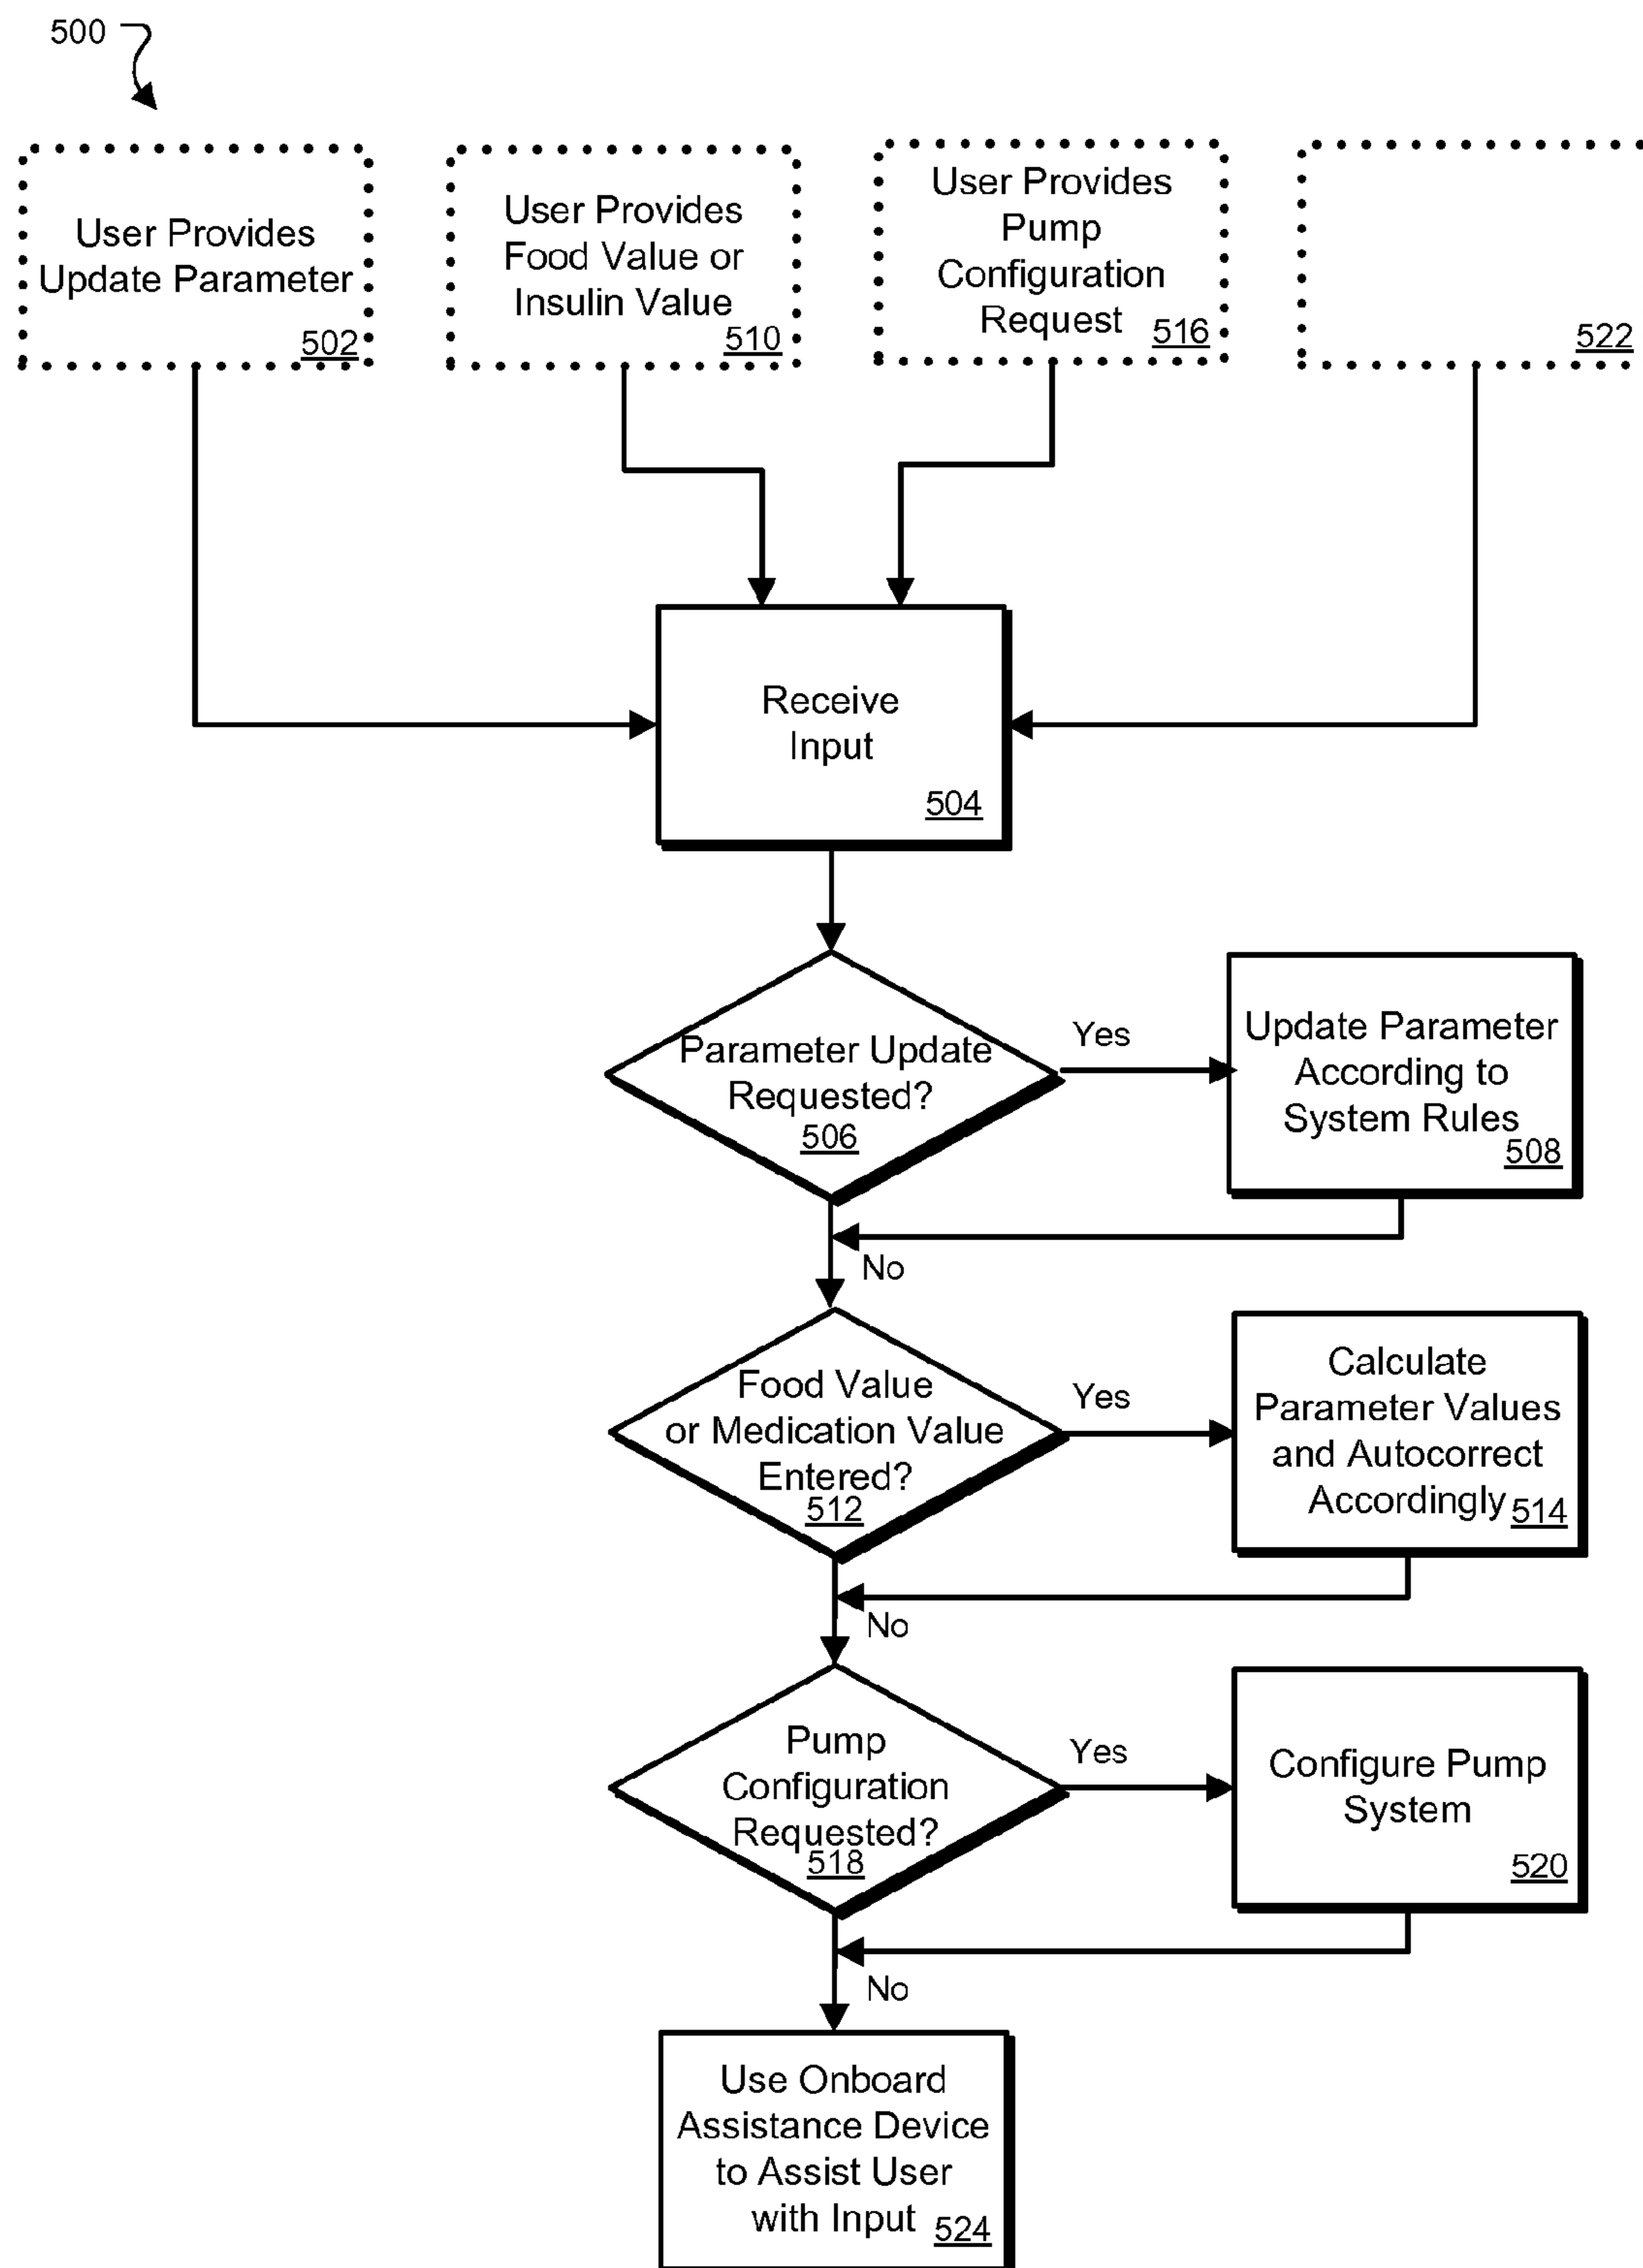 500
User Provides
Update Parameter
502
User Provides
Food Value or
Insulin Value
510
User Provides
Pump
Configuration
Request
516
522
Receive
Input
504
Parameter Update
Requested?
506
Yes
Update Parameter
According to
System Rules
508
No
Food Value
or Medication Value
Entered?
512
Yes
Calculate
Parameter Values
and Autocorrect
Accordingly
514
No
Pump
Configuration
Requested?
518
Yes
Configure Pump
System
520
No
Use Onboard
Assistance Device
to Assist User
with Input
524